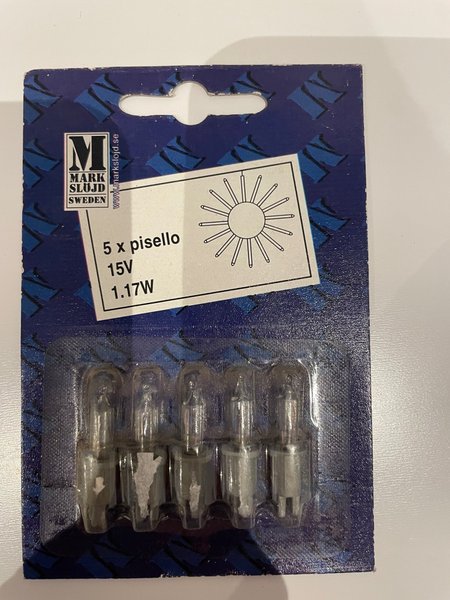 M
MARK
SLÖJD
SWEDEN
www.markslojd.se
5 x pisello
15V
1.17W